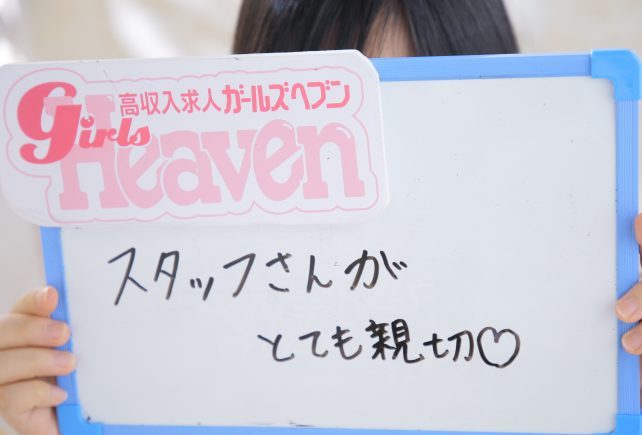 高収入求人ガールズヘブン
Girls
Heaven
スタッフさんが
とても親切♡